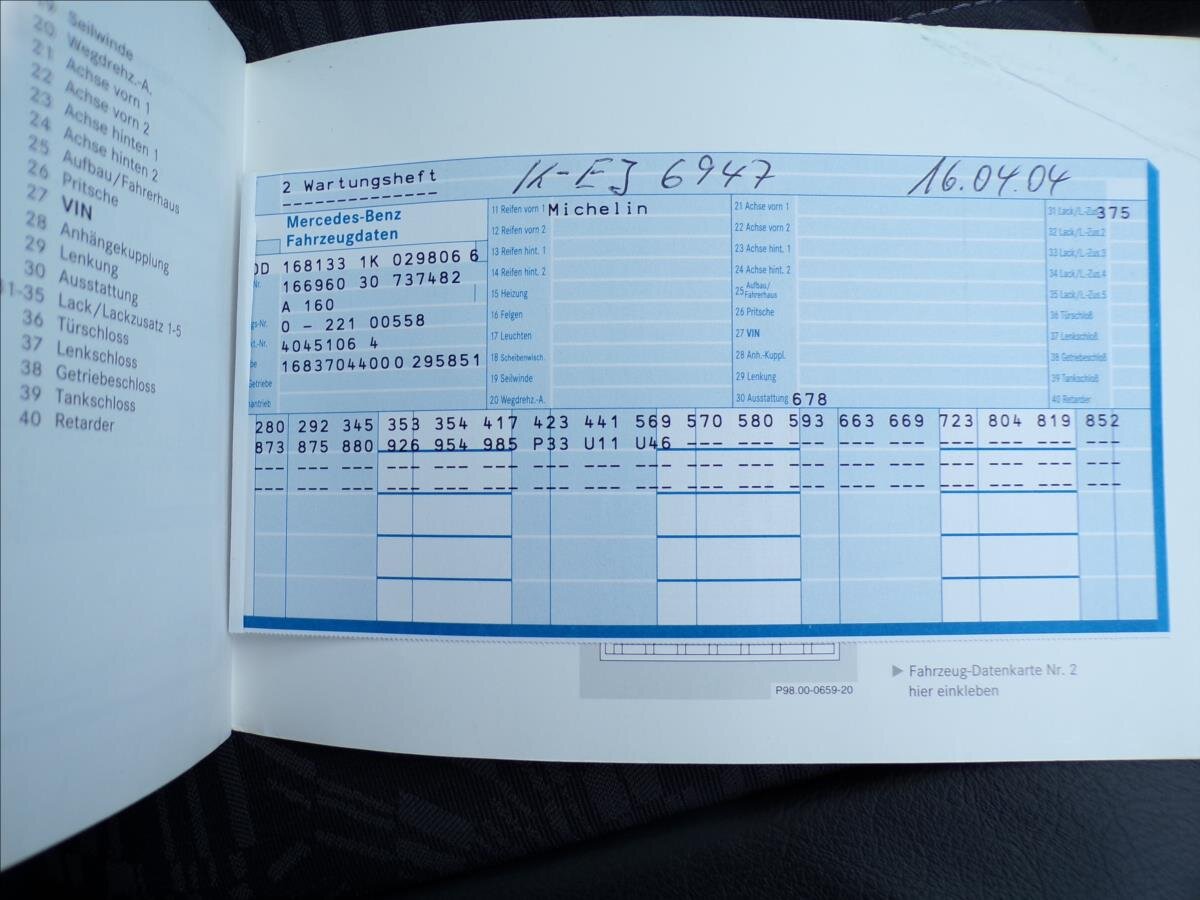 19 Seilwinde
20 Wegdrehz.-A.
21 Achse vorn 1
22 Achse vorn 2
23 Achse hinten 1
24 Achse hinten 2
25 Aufbau/Fahrerhaus
26 Pritsche
27 VIN
28 Anhängekupplung
29 Lenkung
30 Ausstattung
31-35 Lack/Lackzusatz 1-5
36 Türschloss
37 Lenkschloss
38 Getriebeschloss
39 Tankschloss
40 Retarder
2 Wartungsheft K-EJ 6947 16.04.04
Mercedes-Benz
Fahrzeugdaten
168133 1K 029806 6
166960 30 737482
A 160
0 - 221 00558
4045106 4
16837044000 295851
11 Reifen vorn 1 Michelin
12 Reifen vorn 2
13 Reifen hint. 1
14 Reifen hint. 2
15 Heizung
16 Felgen
17 Leuchten
18 Scheibenwisch.
19 Seilwinde
20 Wegdrehz.-A.
21 Achse vorn 1
22 Achse vorn 2
23 Achse hint. 1
24 Achse hint. 2
25 Aufbau/
Fahrerhaus
26 Pritsche
27 VIN
28 Anh.-Kuppl.
29 Lenkung
30 Ausstattung 678
31 Lack/L.-Zus.1 375
32 Lack/L.-Zus.2
33 Lack/L.-Zus.3
34 Lack/L.-Zus.4
35 Lack/L.-Zus.5
36 Türschloß
37 Lenkschloß
38 Getriebeschloß
39 Tankschloß
40 Retarder
280 292 345 353 354 417 423 441 569 570 580 593 663 669 723 804 819 852
873 875 880 926 954 985 P33 U11 U46 --- --- --- --- --- --- --- --- ---
--- --- --- --- --- --- --- --- --- --- --- --- --- --- --- --- --- ---
--- --- --- --- --- --- --- --- --- --- --- --- --- --- --- --- --- ---
P98.00-0659-20
▶ Fahrzeug-Datenkarte Nr. 2
hier einkleben